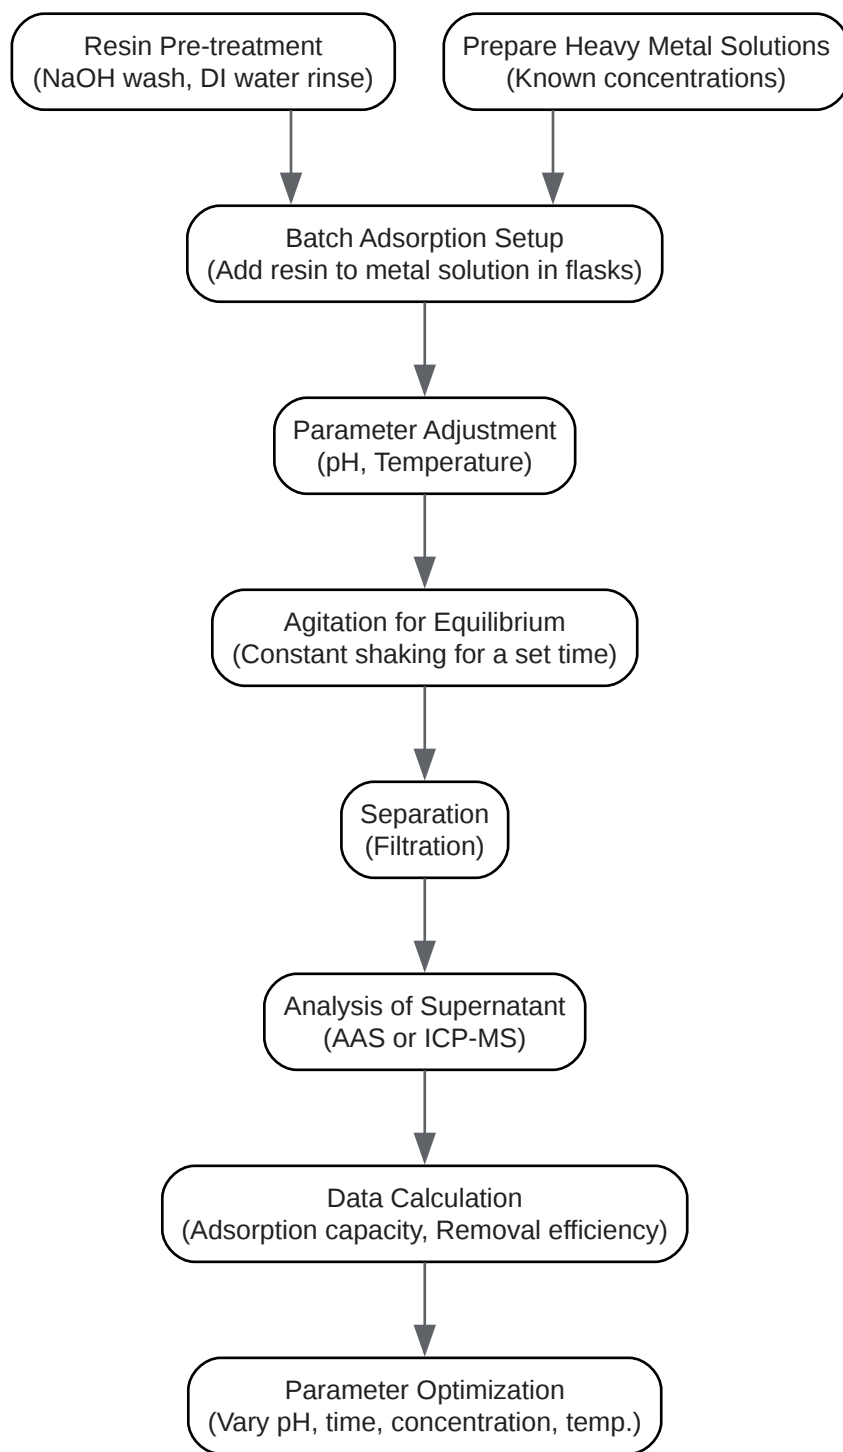 Resin Pre-treatment
(NaOH wash, DI water rinse)
Prepare Heavy Metal Solutions
(Known concentrations)
Batch Adsorption Setup
(Add resin to metal solution in flasks)
Parameter Adjustment
(pH, Temperature)
Agitation for Equilibrium
(Constant shaking for a set time)
Separation
(Filtration)
Analysis of Supernatant
(AAS or ICP-MS)
Data Calculation
(Adsorption capacity, Removal efficiency)
Parameter Optimization
(Vary pH, time, concentration, temp.)